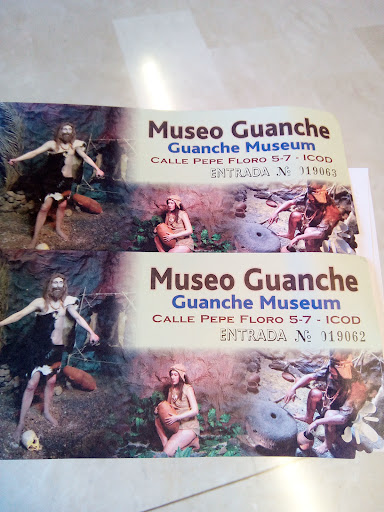 Museo Guanche
Guanche Museum
CALLE PEPE FLORO 5-7 - ICOD
ENTRADA № 019063
Museo Guanche
Guanche Museum
CALLE PEPE FLORO 5-7 - ICOD
ENTRADA № 019062